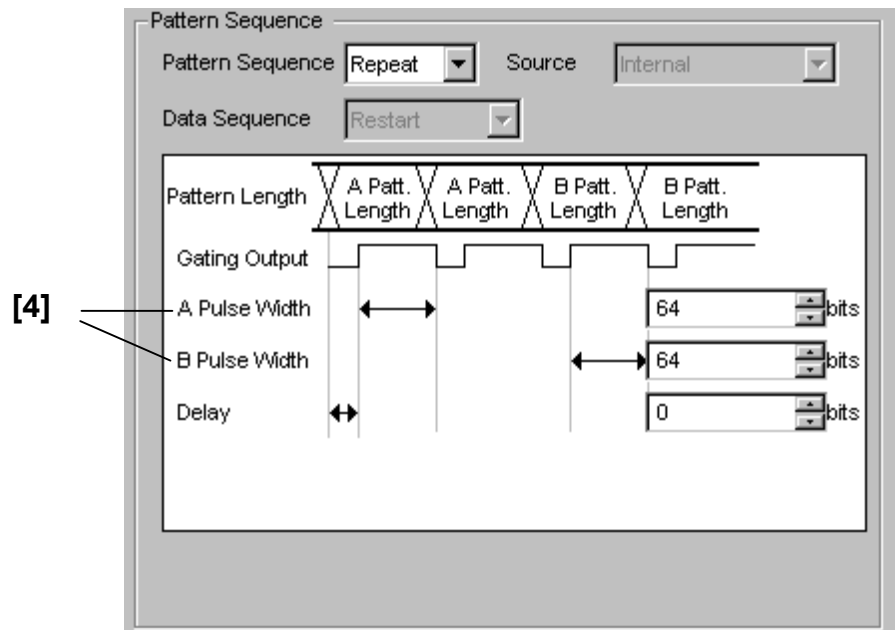 Pattern Sequence
Pattern Sequence Repeat Source Internal
Data Sequence Restart
Pattern Length A Patt. Length A Patt. Length B Patt. Length B Patt. Length
Gating Output
[4] A Pulse Width 64 bits
B Pulse Width 64 bits
Delay 0 bits